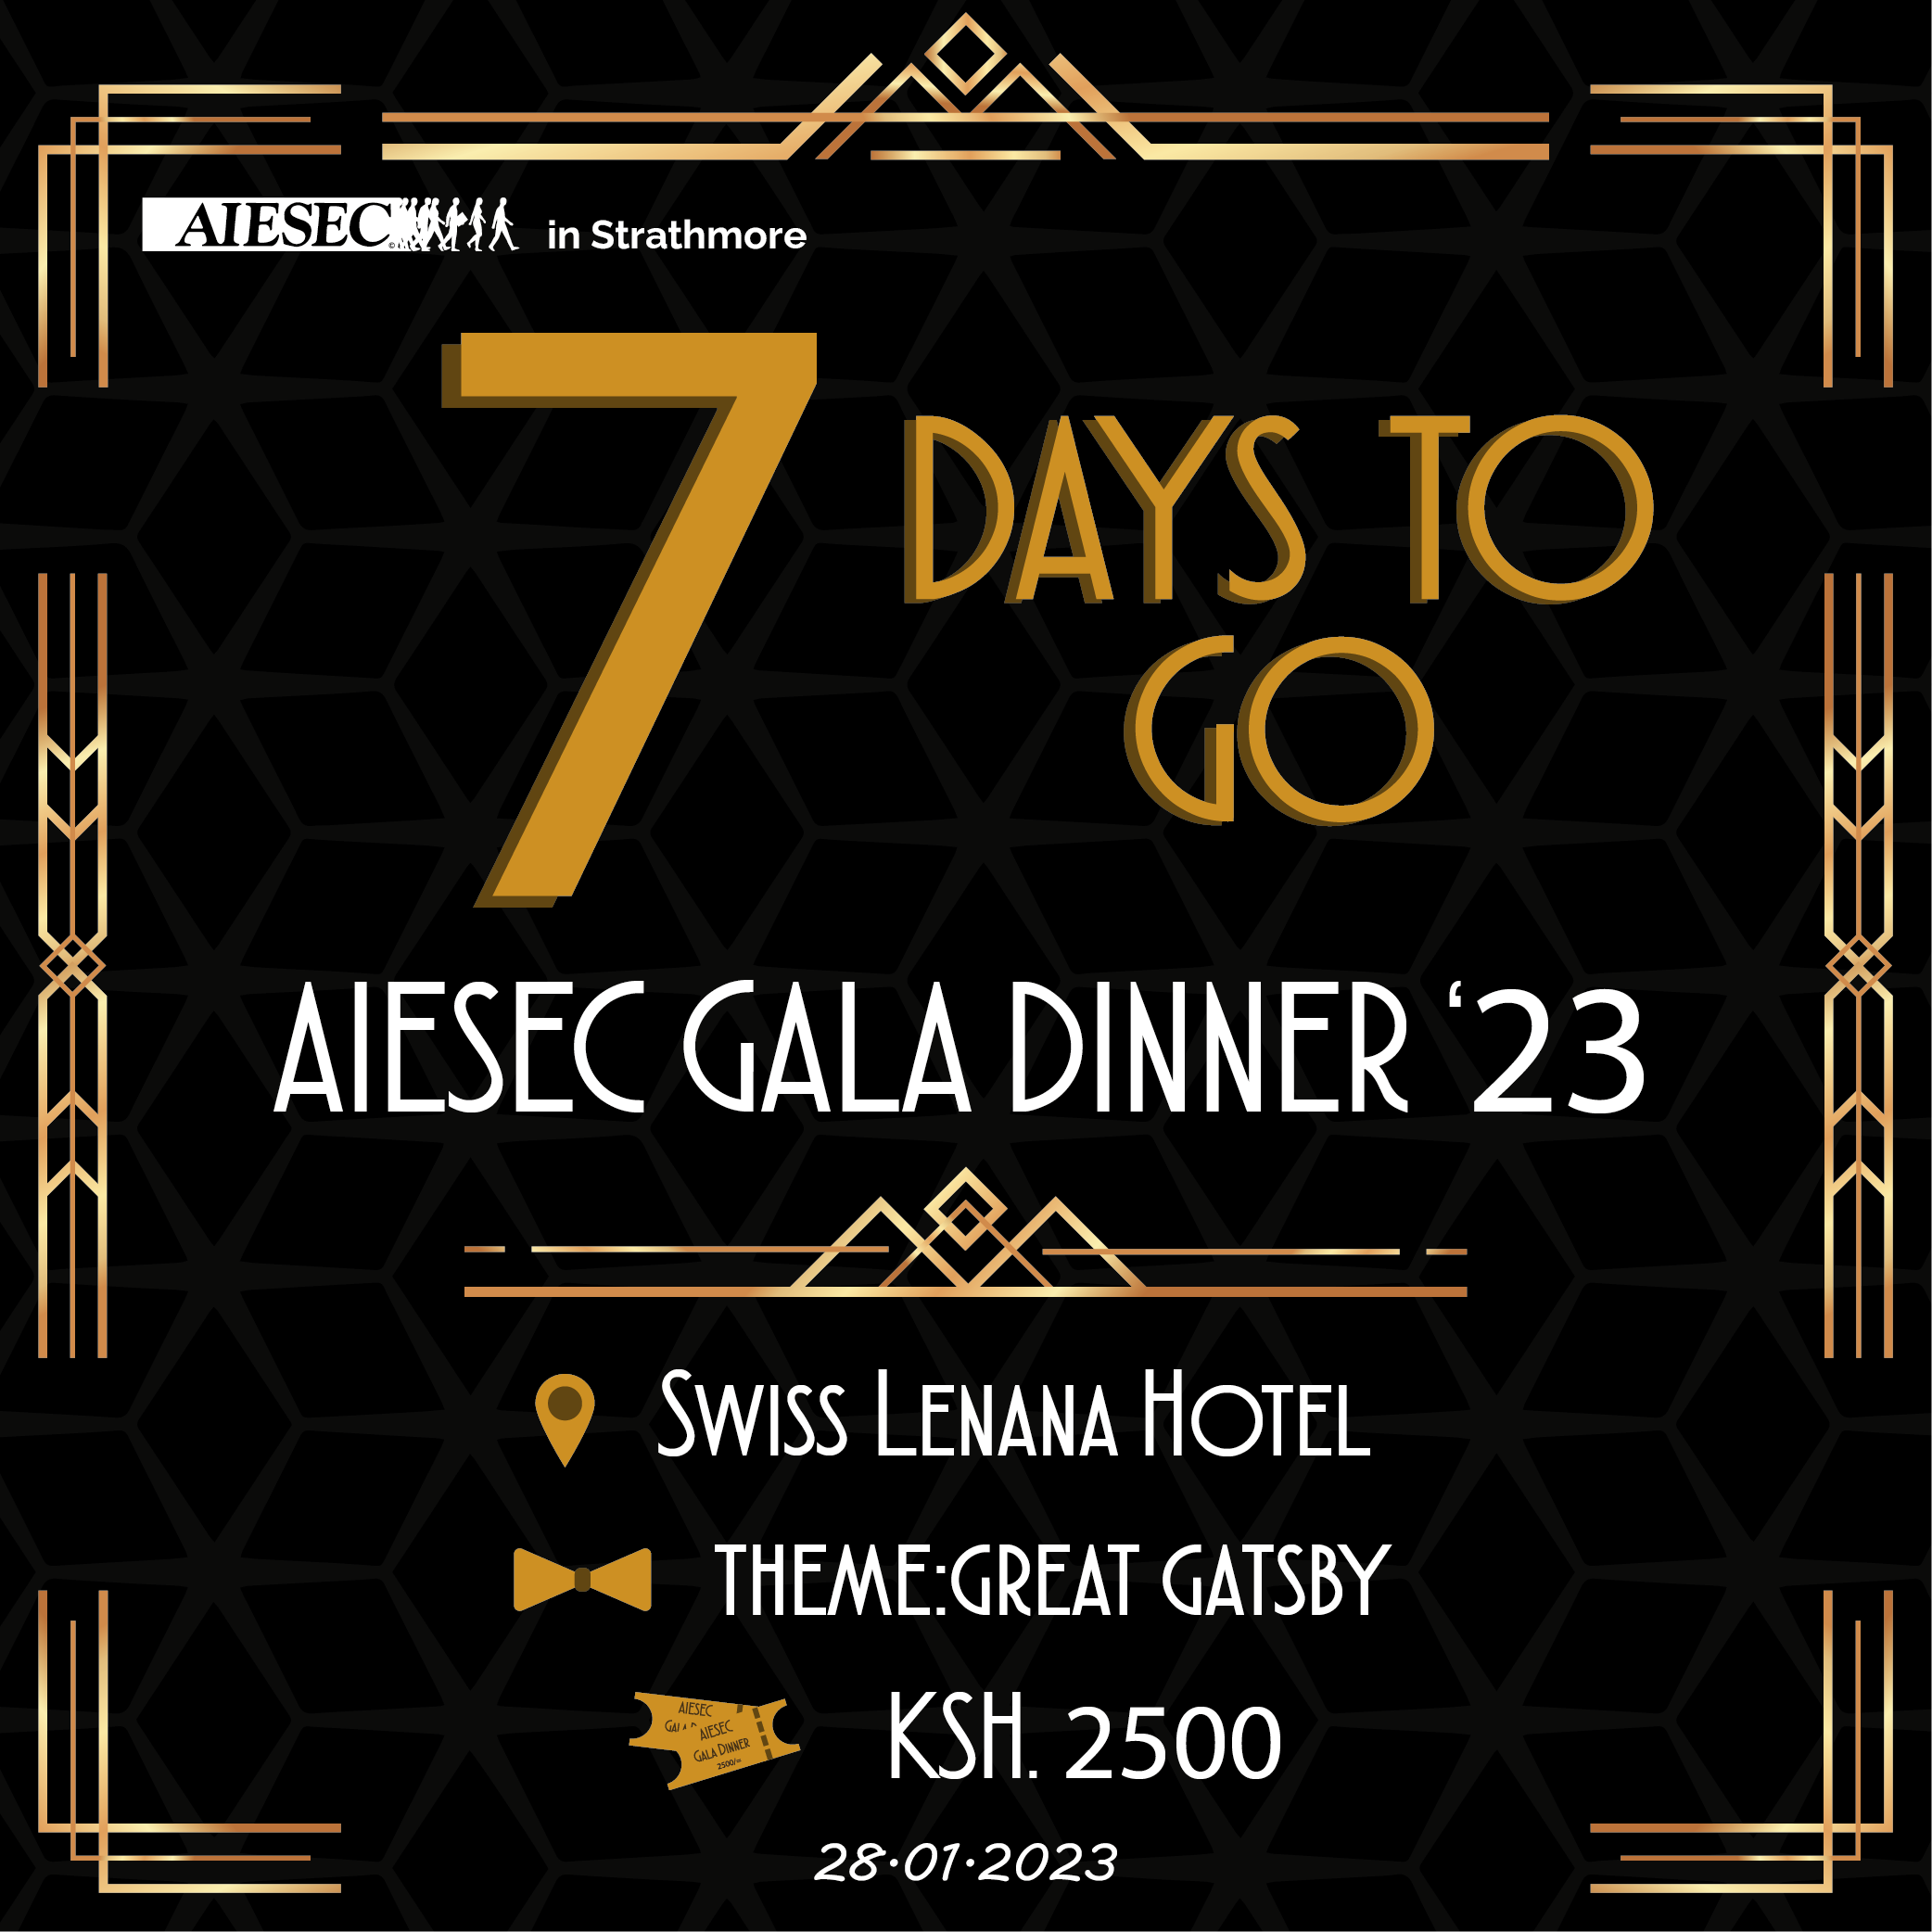 AIESEC in Strathmore
7 DAYS TO
GO
AIESEC GALA DINNER ‘23
SWISS LENANA HOTEL
THEME:GREAT GATSBY
AIESEC
GALA
AIESEC
GALA DINNER
2500/=
KSH. 2500
28·01·2023